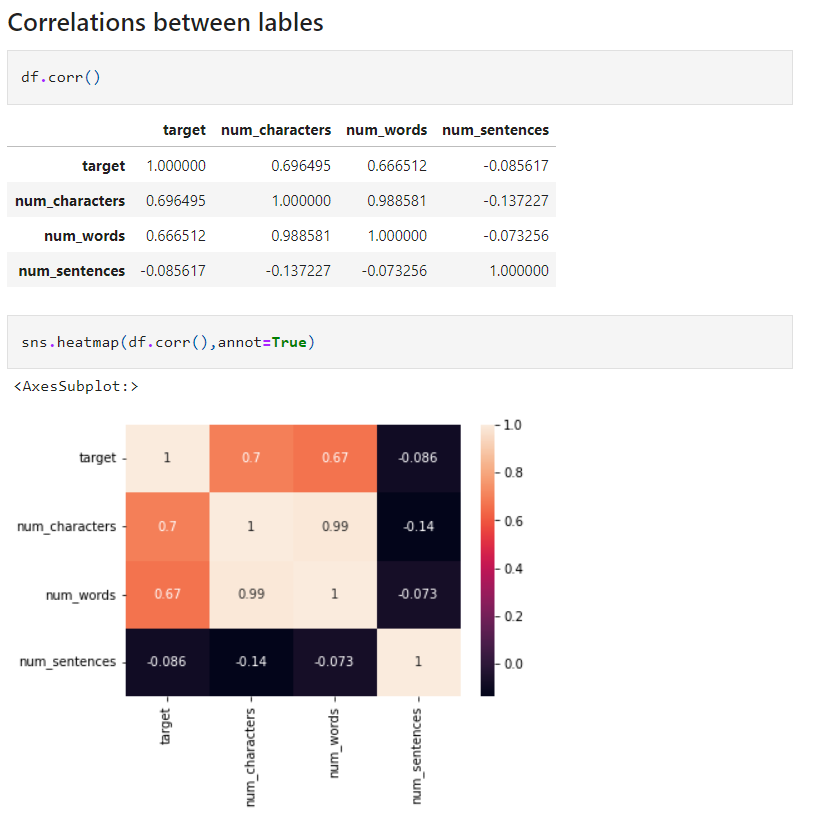 Correlations between lables
df.corr()
target num_characters num_words num_sentences
target 1.000000 0.696495 0.666512 -0.085617
num_characters 0.696495 1.000000 0.988581 -0.137227
num_words 0.666512 0.988581 1.000000 -0.073256
num_sentences -0.085617 -0.137227 -0.073256 1.000000
sns.heatmap(df.corr(),annot=True)
<AxesSubplot:>
target 1 0.7 0.67 -0.086
num_characters 0.7 1 0.99 -0.14
num_words 0.67 0.99 1 -0.073
num_sentences -0.086 -0.14 -0.073 1
target
num_characters
num_words
num_sentences
1.0
0.8
0.6
0.4
0.2
0.0